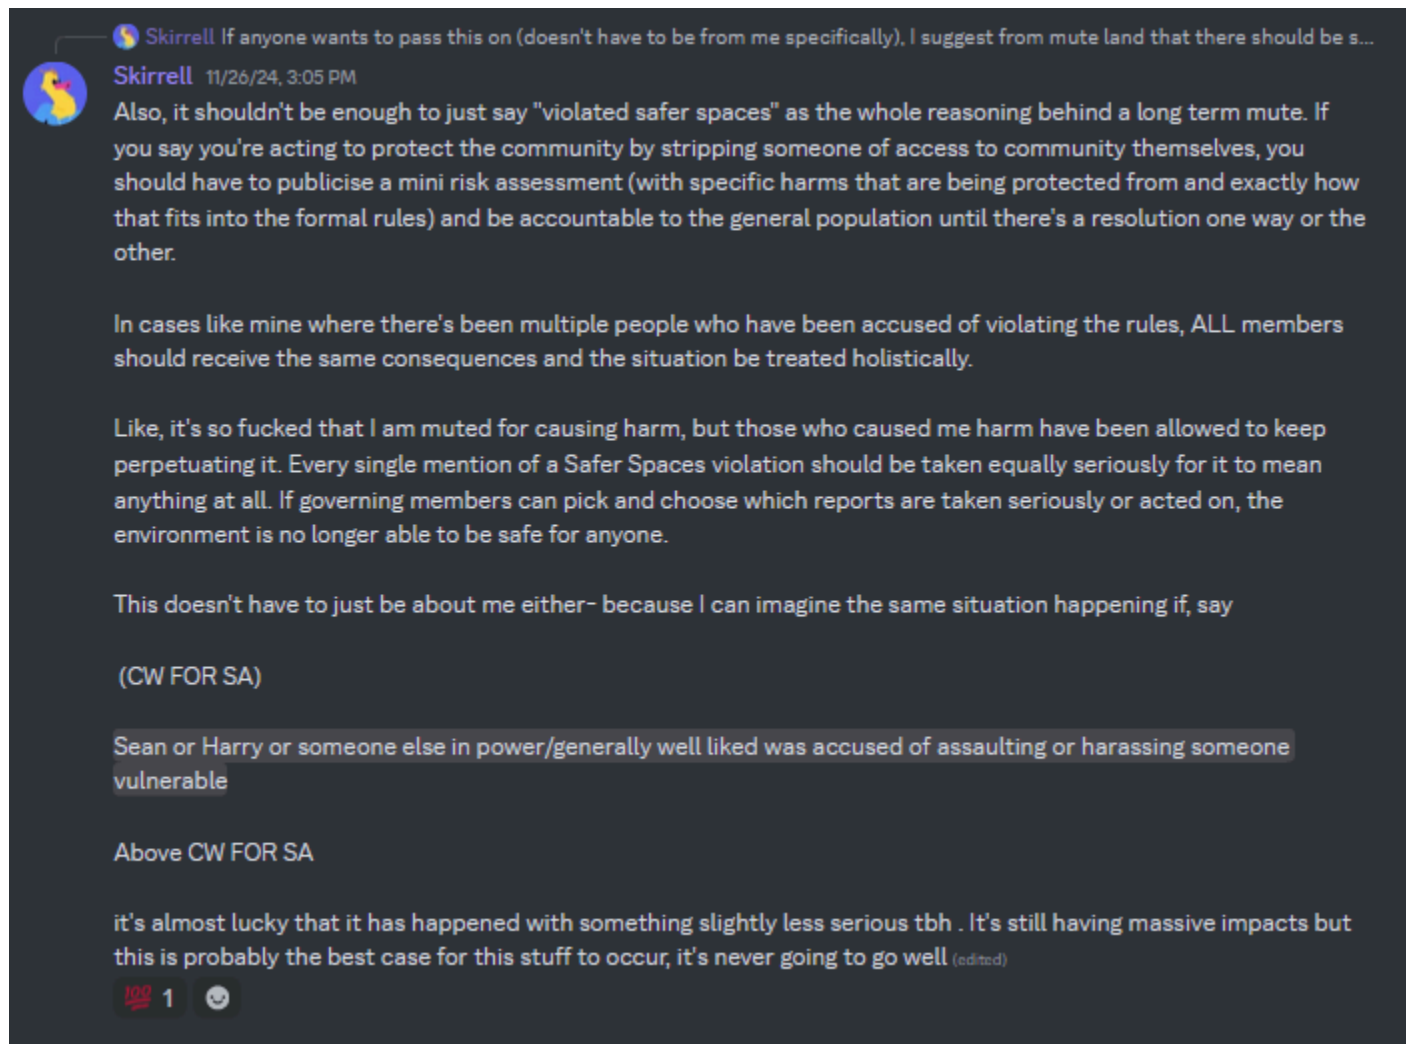 Skirrell If anyone wants to pass this on (doesn't have to be from me specifically), I suggest from mute land that there should be s...
Skirrell 11/26/24, 3:05 PM
Also, it shouldn't be enough to just say "violated safer spaces" as the whole reasoning behind a long term mute. If
you say you're acting to protect the community by stripping someone of access to community themselves, you
should have to publicise a mini risk assessment (with specific harms that are being protected from and exactly how
that fits into the formal rules) and be accountable to the general population until there's a resolution one way or the
other.
In cases like mine where there's been multiple people who have been accused of violating the rules, ALL members
should receive the same consequences and the situation be treated holistically.
Like, it's so fucked that I am muted for causing harm, but those who caused me harm have been allowed to keep
perpetuating it. Every single mention of a Safer Spaces violation should be taken equally seriously for it to mean
anything at all. If governing members can pick and choose which reports are taken seriously or acted on, the
environment is no longer able to be safe for anyone.
This doesn't have to just be about me either- because I can imagine the same situation happening if, say
(CW FOR SA)
Sean or Harry or someone else in power/generally well liked was accused of assaulting or harassing someone
vulnerable
Above CW FOR SA
it's almost lucky that it has happened with something slightly less serious tbh . It's still having massive impacts but
this is probably the best case for this stuff to occur, it's never going to go well (edited)
💯 1